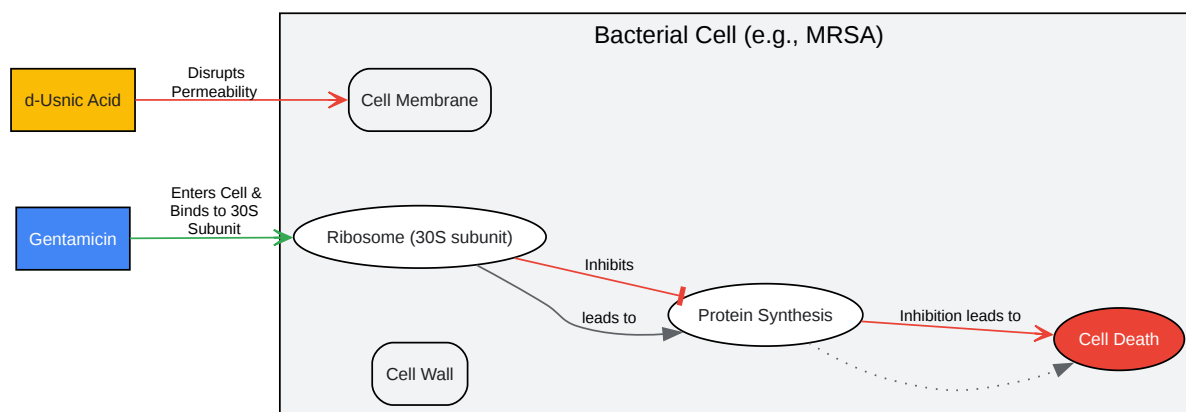 Bacterial Cell (e.g., MRSA)
d-Usnic Acid
Disrupts
Permeability
Cell Membrane
Gentamicin
Enters Cell &
Binds to 30S
Subunit
Ribosome (30S subunit)
Inhibits
leads to
Protein Synthesis
Inhibition leads to
Cell Death
Cell Wall